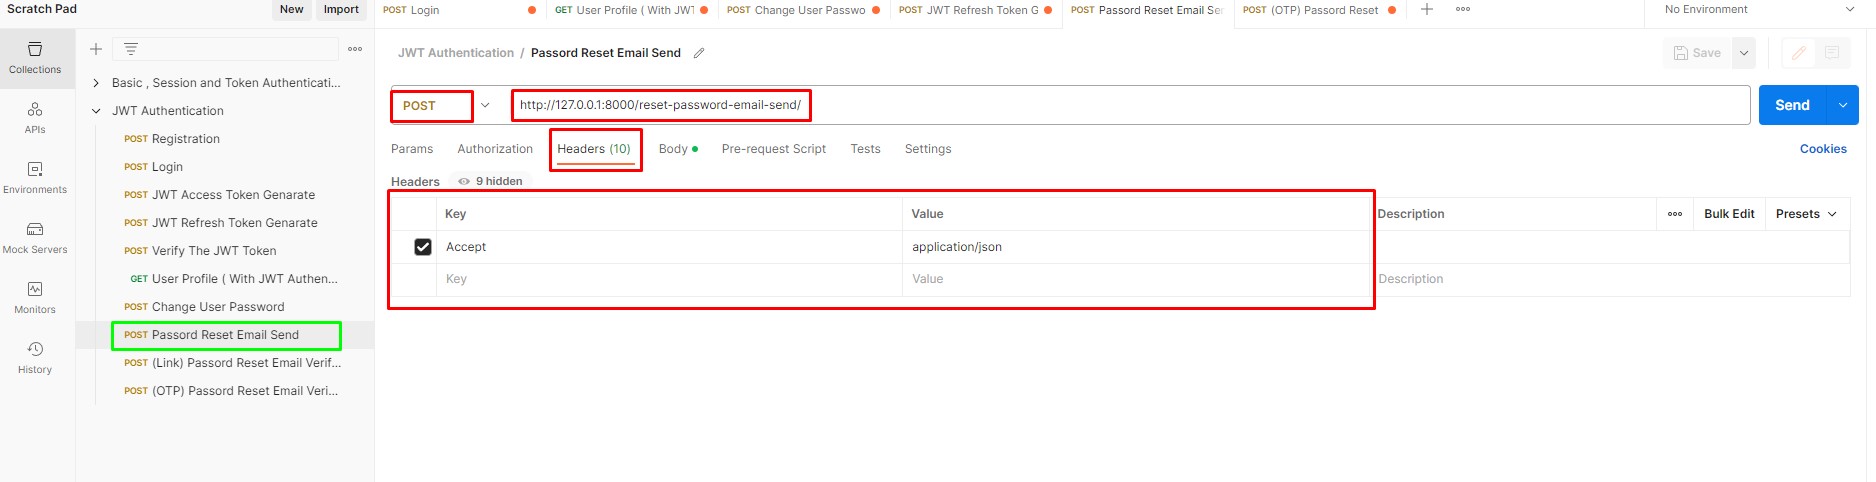 Scratch Pad
New
Import
POST Login
GET User Profile ( With JWT
POST Change User Passwo
POST JWT Refresh Token G
POST Passord Reset Email Se
POST (OTP) Passord Reset
No Environment
Collections
APIs
Environments
Mock Servers
Monitors
History
Basic , Session and Token Authenticati...
JWT Authentication
POST Registration
POST Login
POST JWT Access Token Genarate
POST JWT Refresh Token Genarate
POST Verify The JWT Token
GET User Profile ( With JWT Authen...
POST Change User Password
POST Passord Reset Email Send
POST (Link) Passord Reset Email Verif...
POST (OTP) Passord Reset Email Veri...
JWT Authentication / Passord Reset Email Send
Save
POST
http://127.0.0.1:8000/reset-password-email-send/
Send
Params
Authorization
Headers (10)
Body
Pre-request Script
Tests
Settings
Cookies
Headers
9 hidden
Key
Value
Description
Bulk Edit
Presets
Accept
application/json
Key
Value
Description